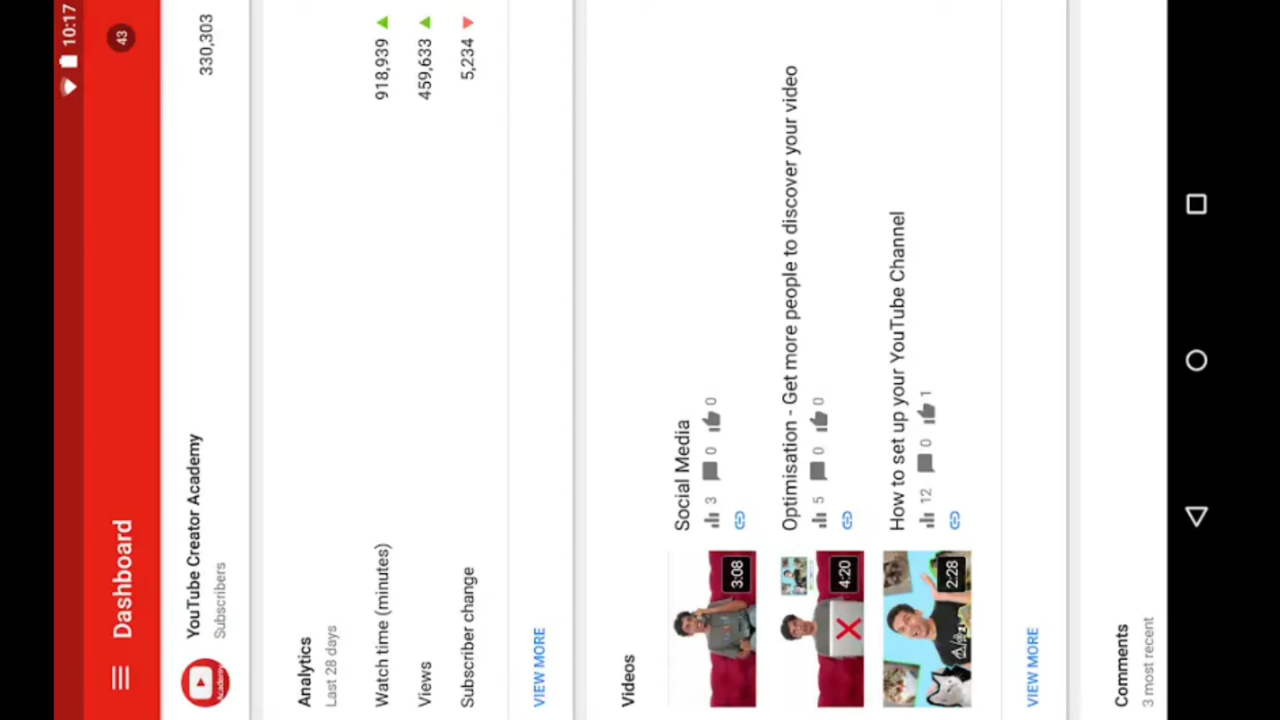 10:17
Dashboard
43
YouTube Creator Academy
330,303
Subscribers
Academy
Analytics
Last 28 days
Watch time (minutes) 918,939
Views 459,633
Subscriber change 5,234
VIEW MORE
Videos
3:08
Social Media
3 0 0
4:20
Optimisation - Get more people to discover your video
5 0 0
2:28
How to set up your YouTube Channel
12 0 1
VIEW MORE
Comments
3 most recent